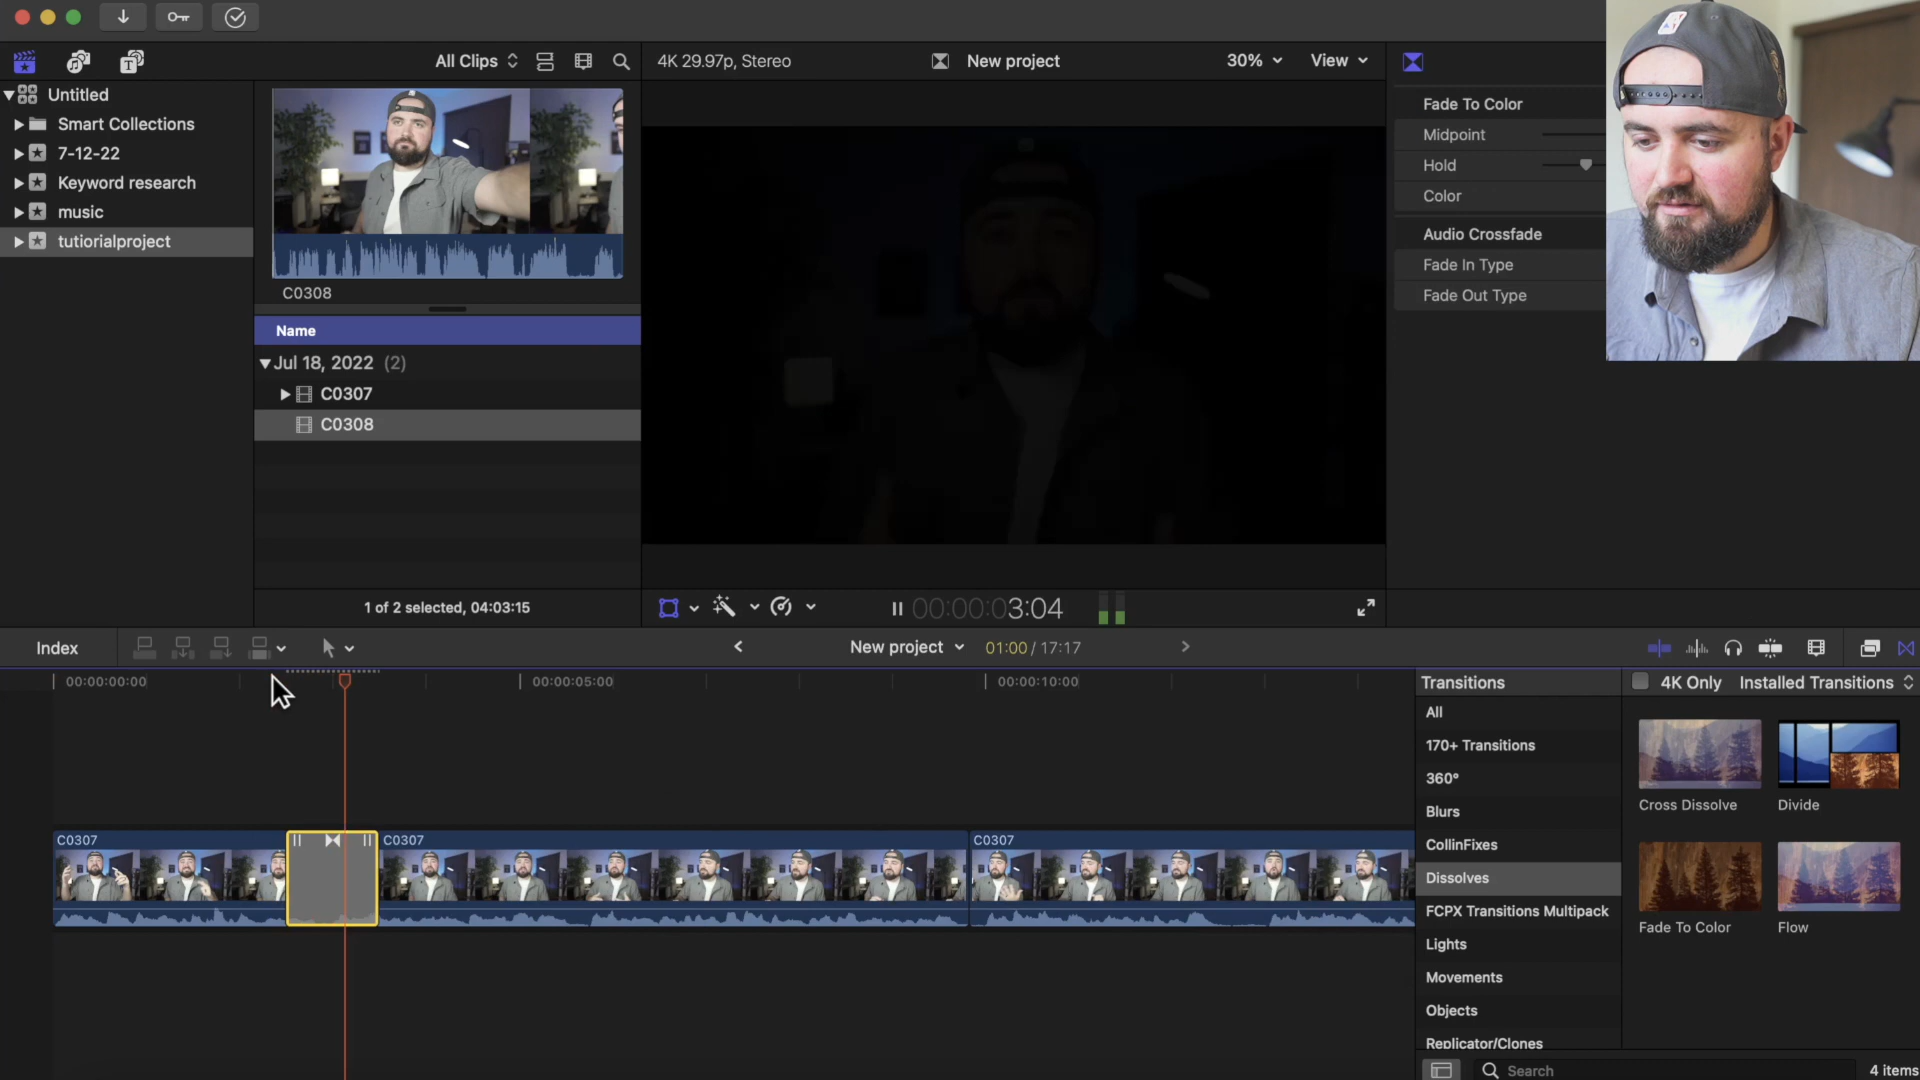 All Clips
4K 29.97p, Stereo
New project
30%
View
Untitled
Smart Collections
7-12-22
Keyword research
music
tutiorialproject
C0308
Name
Jul 18, 2022 (2)
C0307
C0308
1 of 2 selected, 04:03:15
Fade To Color
Midpoint
Hold
Color
Audio Crossfade
Fade In Type
Fade Out Type
00:00:03:04
Index
New project
01:00 / 17:17
00:00:00:00
00:00:05:00
00:00:10:00
C0307
C0307
C0307
Transitions
4K Only
Installed Transitions
All
170+ Transitions
360°
Blurs
CollinFixes
Dissolves
FCPX Transitions Multipack
Lights
Movements
Objects
Replicator/Clones
Cross Dissolve
Divide
Fade To Color
Flow
Search
4 items